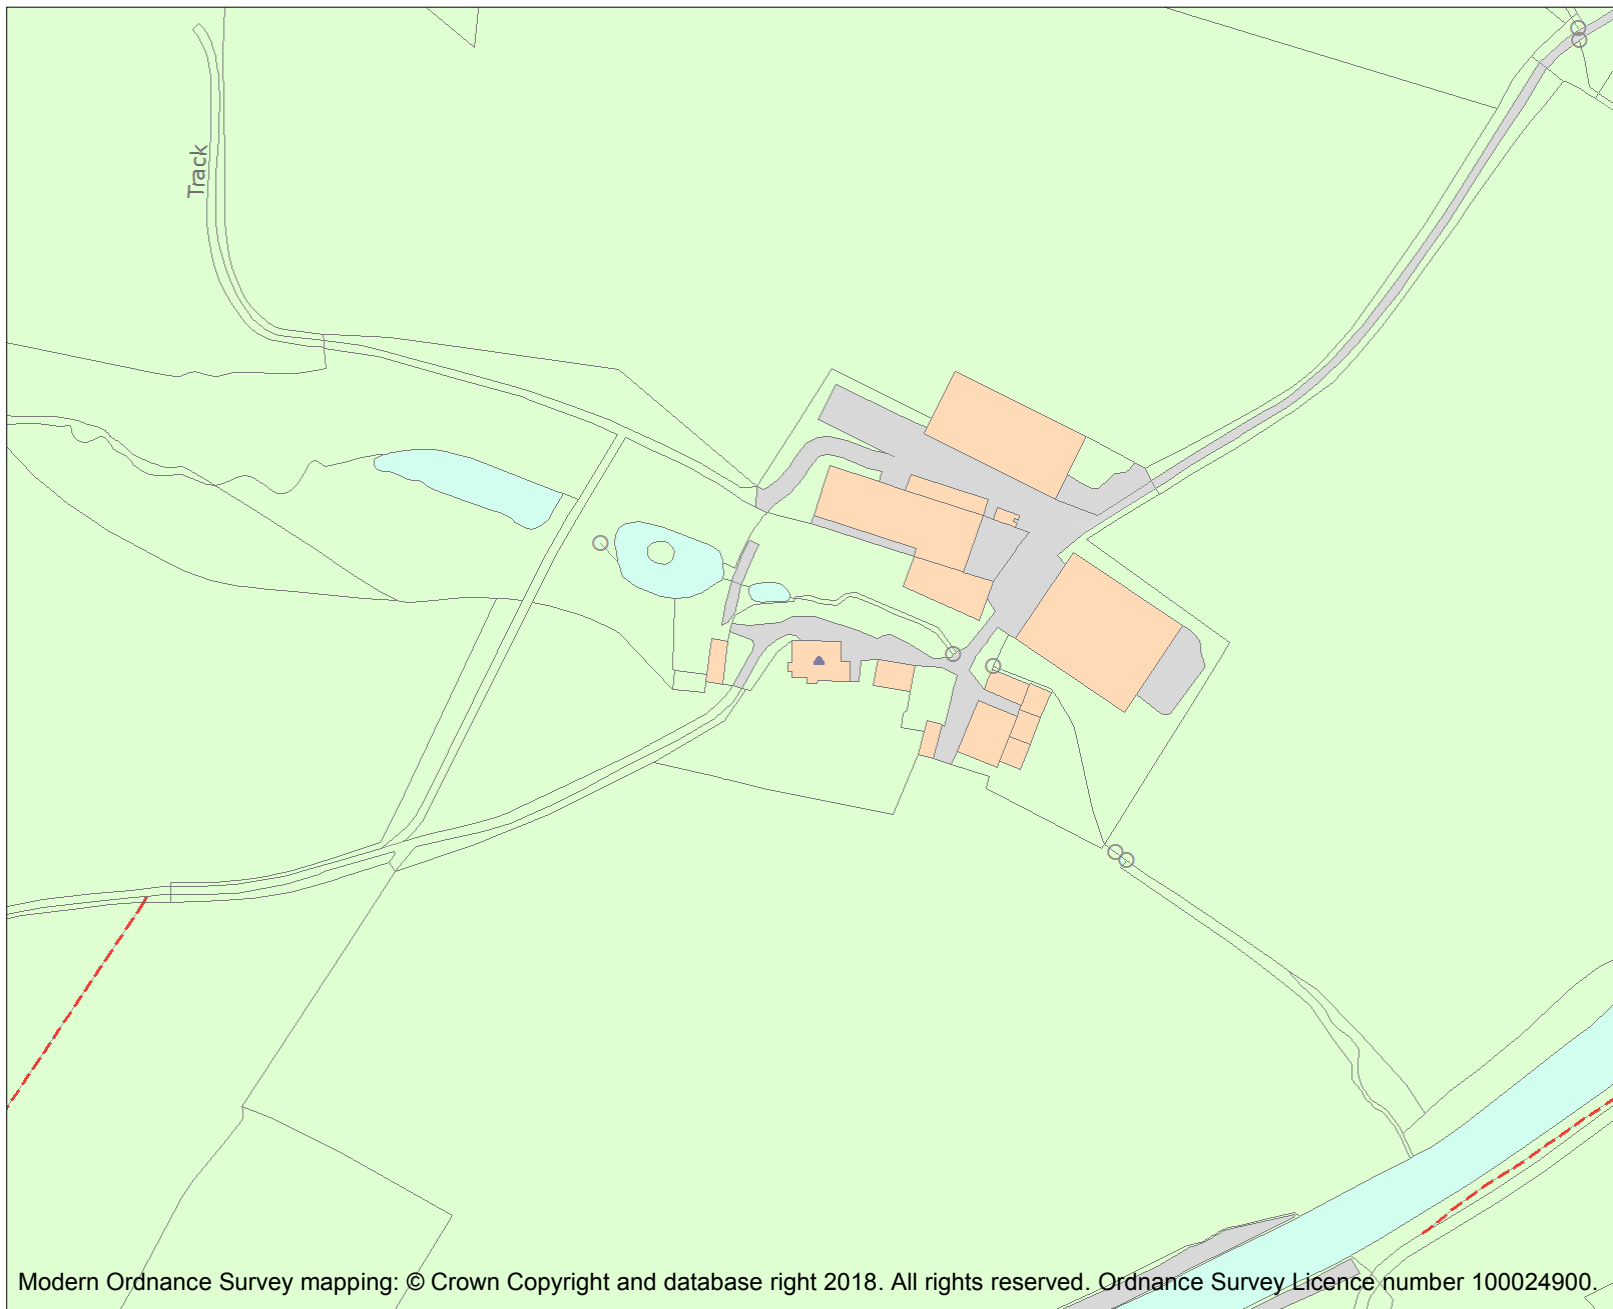 Track
Modern Ordnance Survey mapping: © Crown Copyright and database right 2018. All rights reserved. Ordnance Survey Licence number 100024900.